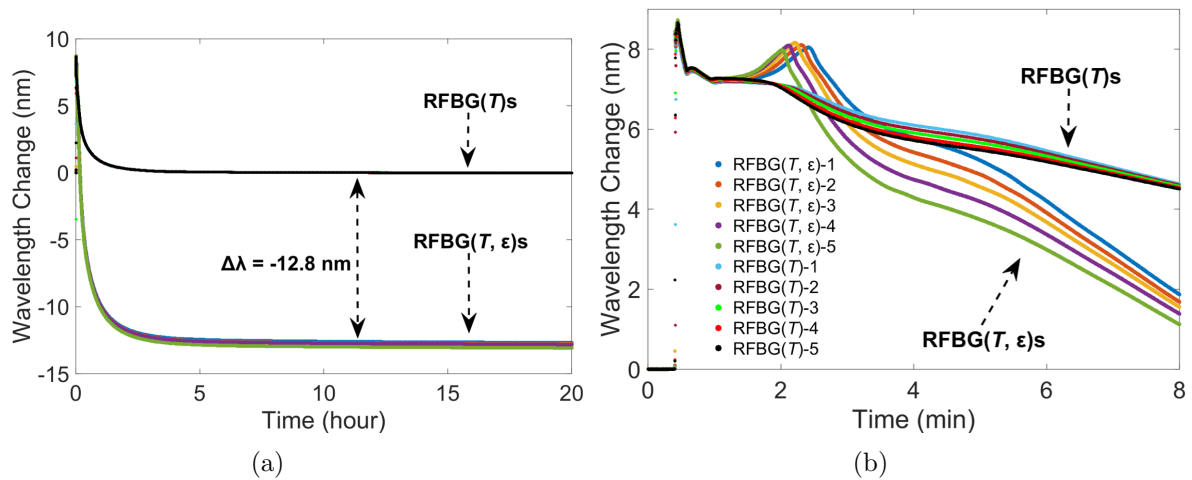 10
5
0
-5
-10
-15
0
5
10
15
20
Wavelength Change (nm)
Time (hour)
RFBG(T)s
RFBG(T, ε)s
Δλ = -12.8 nm
(a)
8
6
4
2
0
0
2
4
6
8
Wavelength Change (nm)
Time (min)
RFBG(T)s
RFBG(T, ε)-1
RFBG(T, ε)-2
RFBG(T, ε)-3
RFBG(T, ε)-4
RFBG(T, ε)-5
RFBG(T)-1
RFBG(T)-2
RFBG(T)-3
RFBG(T)-4
RFBG(T)-5
RFBG(T, ε)s
(b)